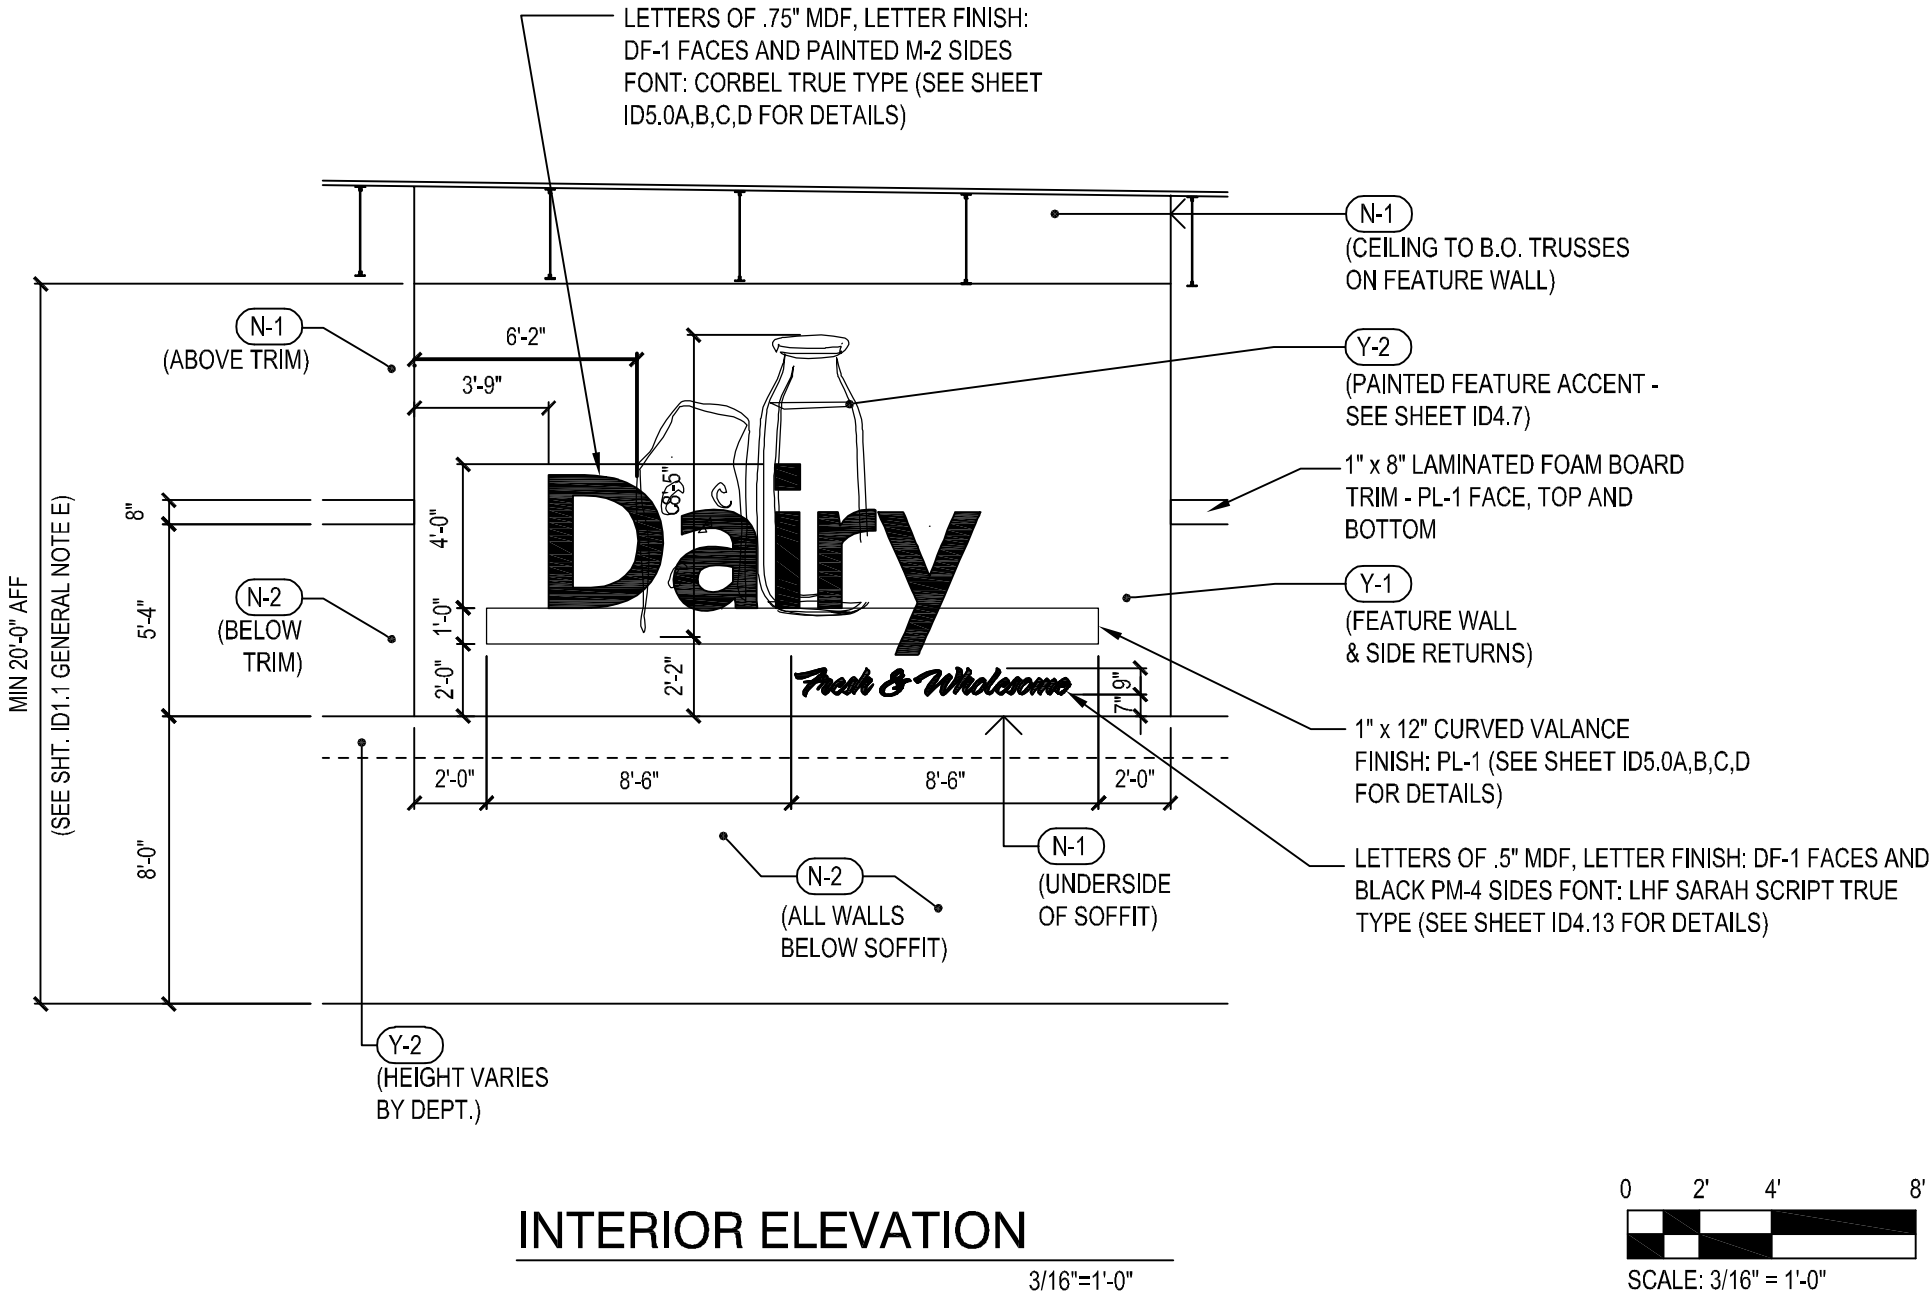 LETTERS OF .75" MDF, LETTER FINISH:
DF-1 FACES AND PAINTED M-2 SIDES
FONT: CORBEL TRUE TYPE (SEE SHEET
ID5.0A,B,C,D FOR DETAILS)
N-1
(CEILING TO B.O. TRUSSES
ON FEATURE WALL)
N-1
(ABOVE TRIM)
6'-2"
3'-9"
Y-2
(PAINTED FEATURE ACCENT -
SEE SHEET ID4.7)
1" x 8" LAMINATED FOAM BOARD
TRIM - PL-1 FACE, TOP AND
BOTTOM
MIN 20'-0" AFF
(SEE SHT. ID1.1 GENERAL NOTE E)
8"
5'-4"
8'-0"
4'-0"
1'-0"
2'-0"
8'-5"
2'-2"
Dairy
Fresh & Wholesome
9"
7"
N-2
(BELOW
TRIM)
Y-1
(FEATURE WALL
& SIDE RETURNS)
1" x 12" CURVED VALANCE
FINISH: PL-1 (SEE SHEET ID5.0A,B,C,D
FOR DETAILS)
2'-0"
8'-6"
8'-6"
2'-0"
N-1
(UNDERSIDE
OF SOFFIT)
N-2
(ALL WALLS
BELOW SOFFIT)
LETTERS OF .5" MDF, LETTER FINISH: DF-1 FACES AND
BLACK PM-4 SIDES FONT: LHF SARAH SCRIPT TRUE
TYPE (SEE SHEET ID4.13 FOR DETAILS)
Y-2
(HEIGHT VARIES
BY DEPT.)
INTERIOR ELEVATION
3/16"=1'-0"
0 2' 4' 8'
SCALE: 3/16" = 1'-0"